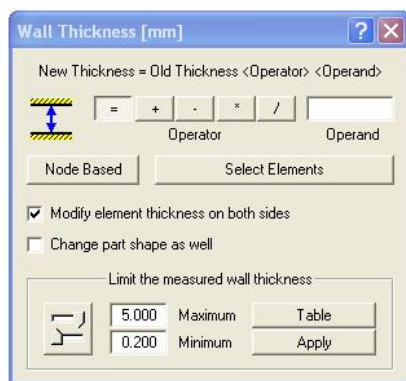 Wall Thickness [mm]
New Thickness = Old Thickness <Operator> <Operand>
= + - * /
Operator Operand
Node Based Select Elements
Modify element thickness on both sides
Change part shape as well
Limit the measured wall thickness
5.000 Maximum Table
0.200 Minimum Apply